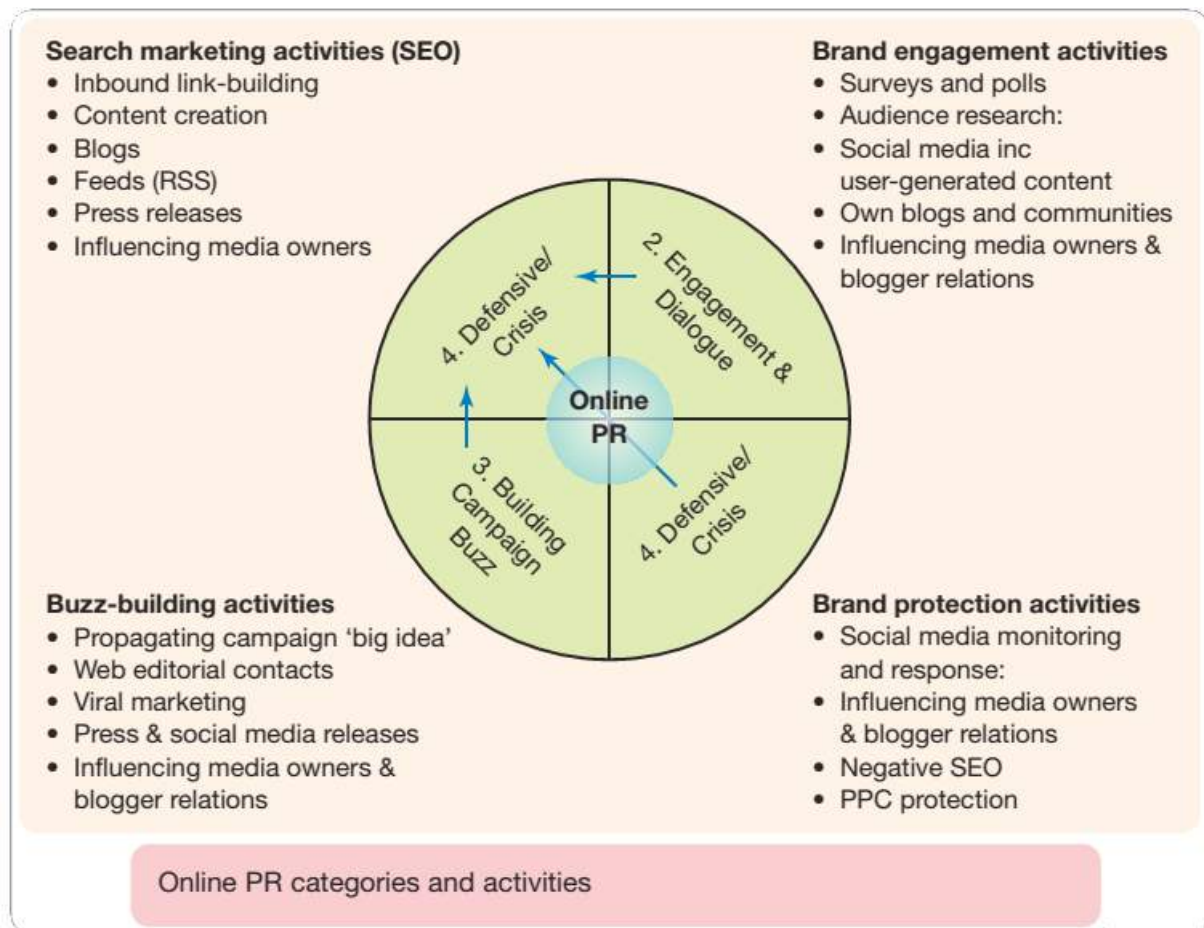 Search marketing activities (SEO)
• Inbound link-building
• Content creation
• Blogs
• Feeds (RSS)
• Press releases
• Influencing media owners
Brand engagement activities
• Surveys and polls
• Audience research:
• Social media inc
user-generated content
• Own blogs and communities
• Influencing media owners &
blogger relations
4. Defensive/
Crisis
2. Engagement &
Dialogue
Online
PR
3. Building
Campaign
Buzz
4. Defensive/
Crisis
Buzz-building activities
• Propagating campaign ‘big idea’
• Web editorial contacts
• Viral marketing
• Press & social media releases
• Influencing media owners &
blogger relations
Brand protection activities
• Social media monitoring
and response:
• Influencing media owners
& blogger relations
• Negative SEO
• PPC protection
Online PR categories and activities